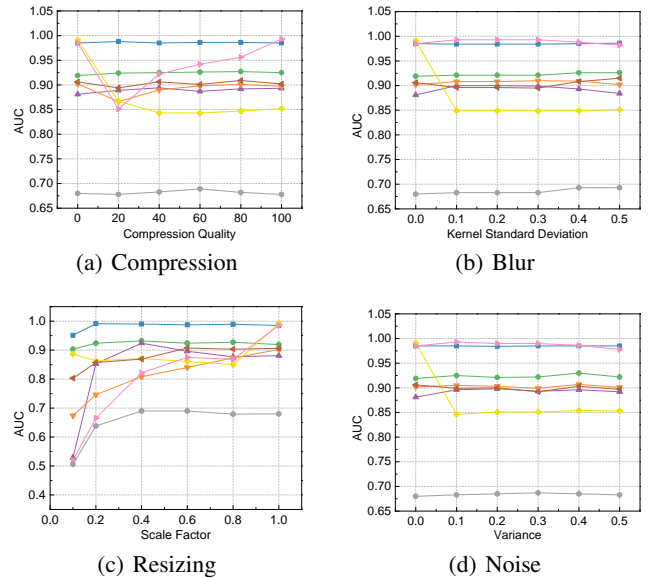 1.05
1.00
0.95
0.90
0.85
0.80
0.75
0.70
0.65
AUC
0 20 40 60 80 100
Compression Quality
(a) Compression
1.05
1.00
0.95
0.90
0.85
0.80
0.75
0.70
0.65
AUC
0.0 0.1 0.2 0.3 0.4 0.5
Kernel Standard Deviation
(b) Blur
1.0
0.9
0.8
0.7
0.6
0.5
0.4
AUC
0.0 0.2 0.4 0.6 0.8 1.0
Scale Factor
(c) Resizing
1.05
1.00
0.95
0.90
0.85
0.80
0.75
0.70
0.65
AUC
0.0 0.1 0.2 0.3 0.4 0.5
Variance
(d) Noise